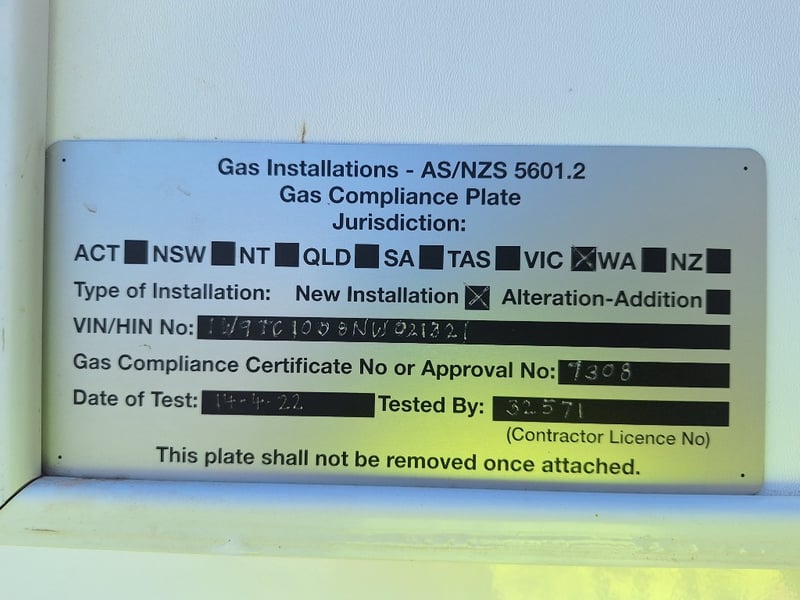 Gas Installations - AS/NZS 5601.2
Gas Compliance Plate
Jurisdiction:
ACT NSW NT QLD SA TAS VIC WA NZ
Type of Installation: New Installation Alteration-Addition
VIN/HIN No:
Gas Compliance Certificate No or Approval No: 9308
Date of Test: 14-4-22 Tested By: 32571
(Contractor Licence No)
This plate shall not be removed once attached.